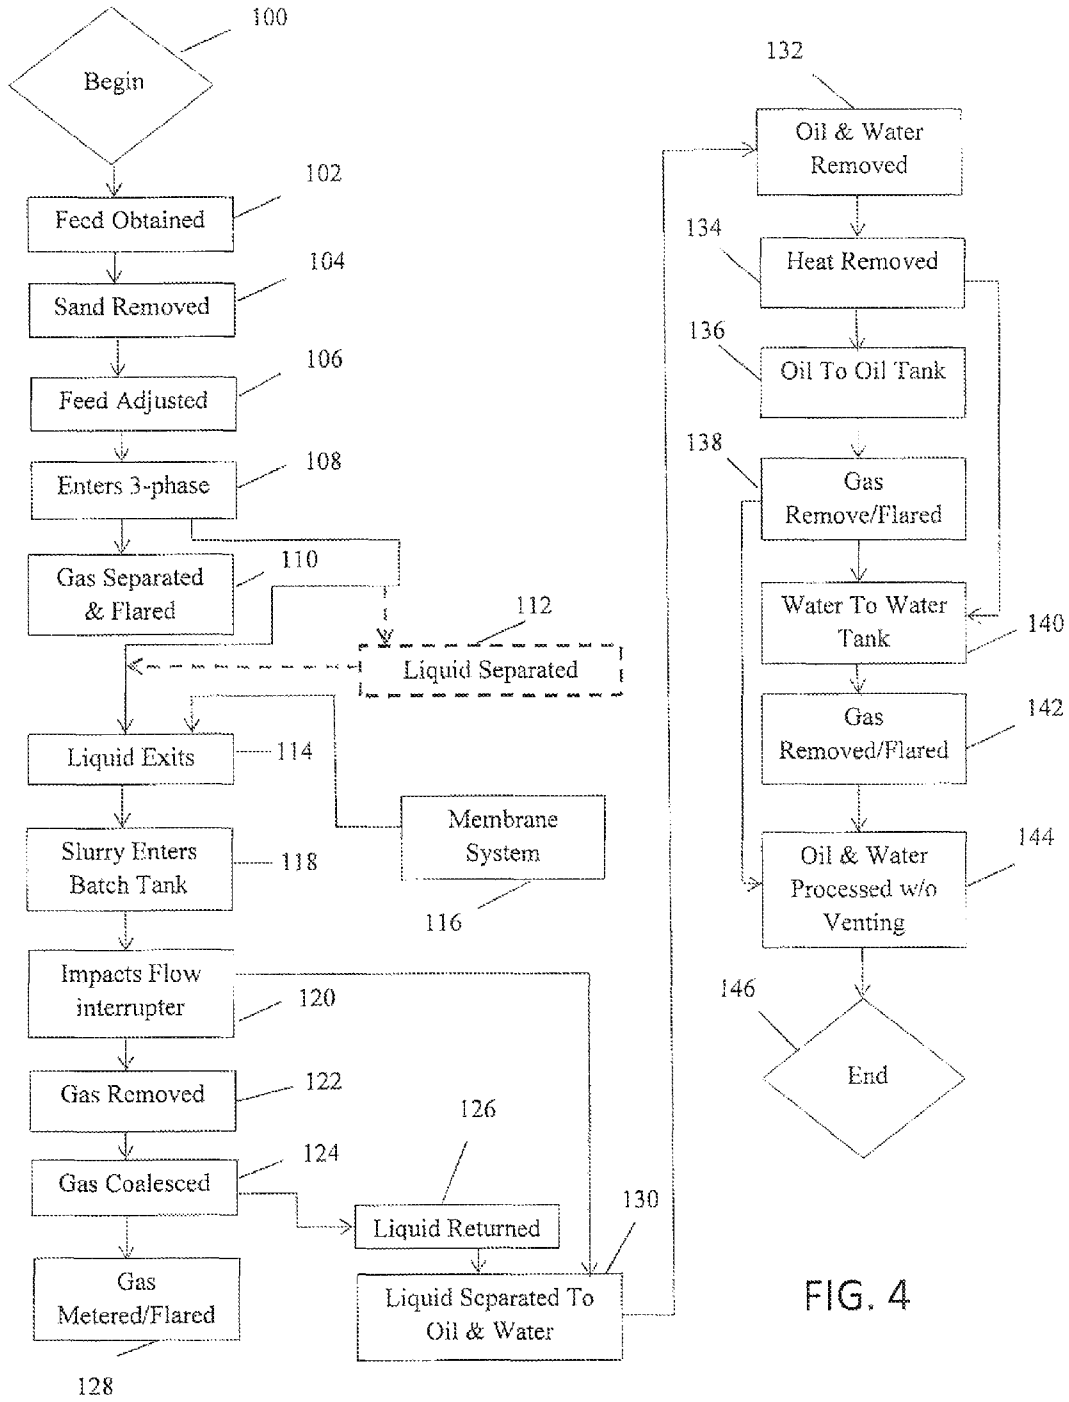 100
Begin
102
Feed Obtained
104
Sand Removed
106
Feed Adjusted
108
Enters 3-phase
110
Gas Separated
& Flared
112
Liquid Separated
Liquid Exits
114
Membrane
System
116
Slurry Enters
Batch Tank
118
Impacts Flow
interrupter
120
Gas Removed
122
Gas Coalesced
124
126
Liquid Returned
Gas
Metered/Flared
128
130
Liquid Separated To
Oil & Water
132
Oil & Water
Removed
134
Heat Removed
136
Oil To Oil Tank
138
Gas
Remove/Flared
Water To Water
Tank
140
Gas
Removed/Flared
142
Oil & Water
Processed w/o
Venting
144
146
End
FIG. 4